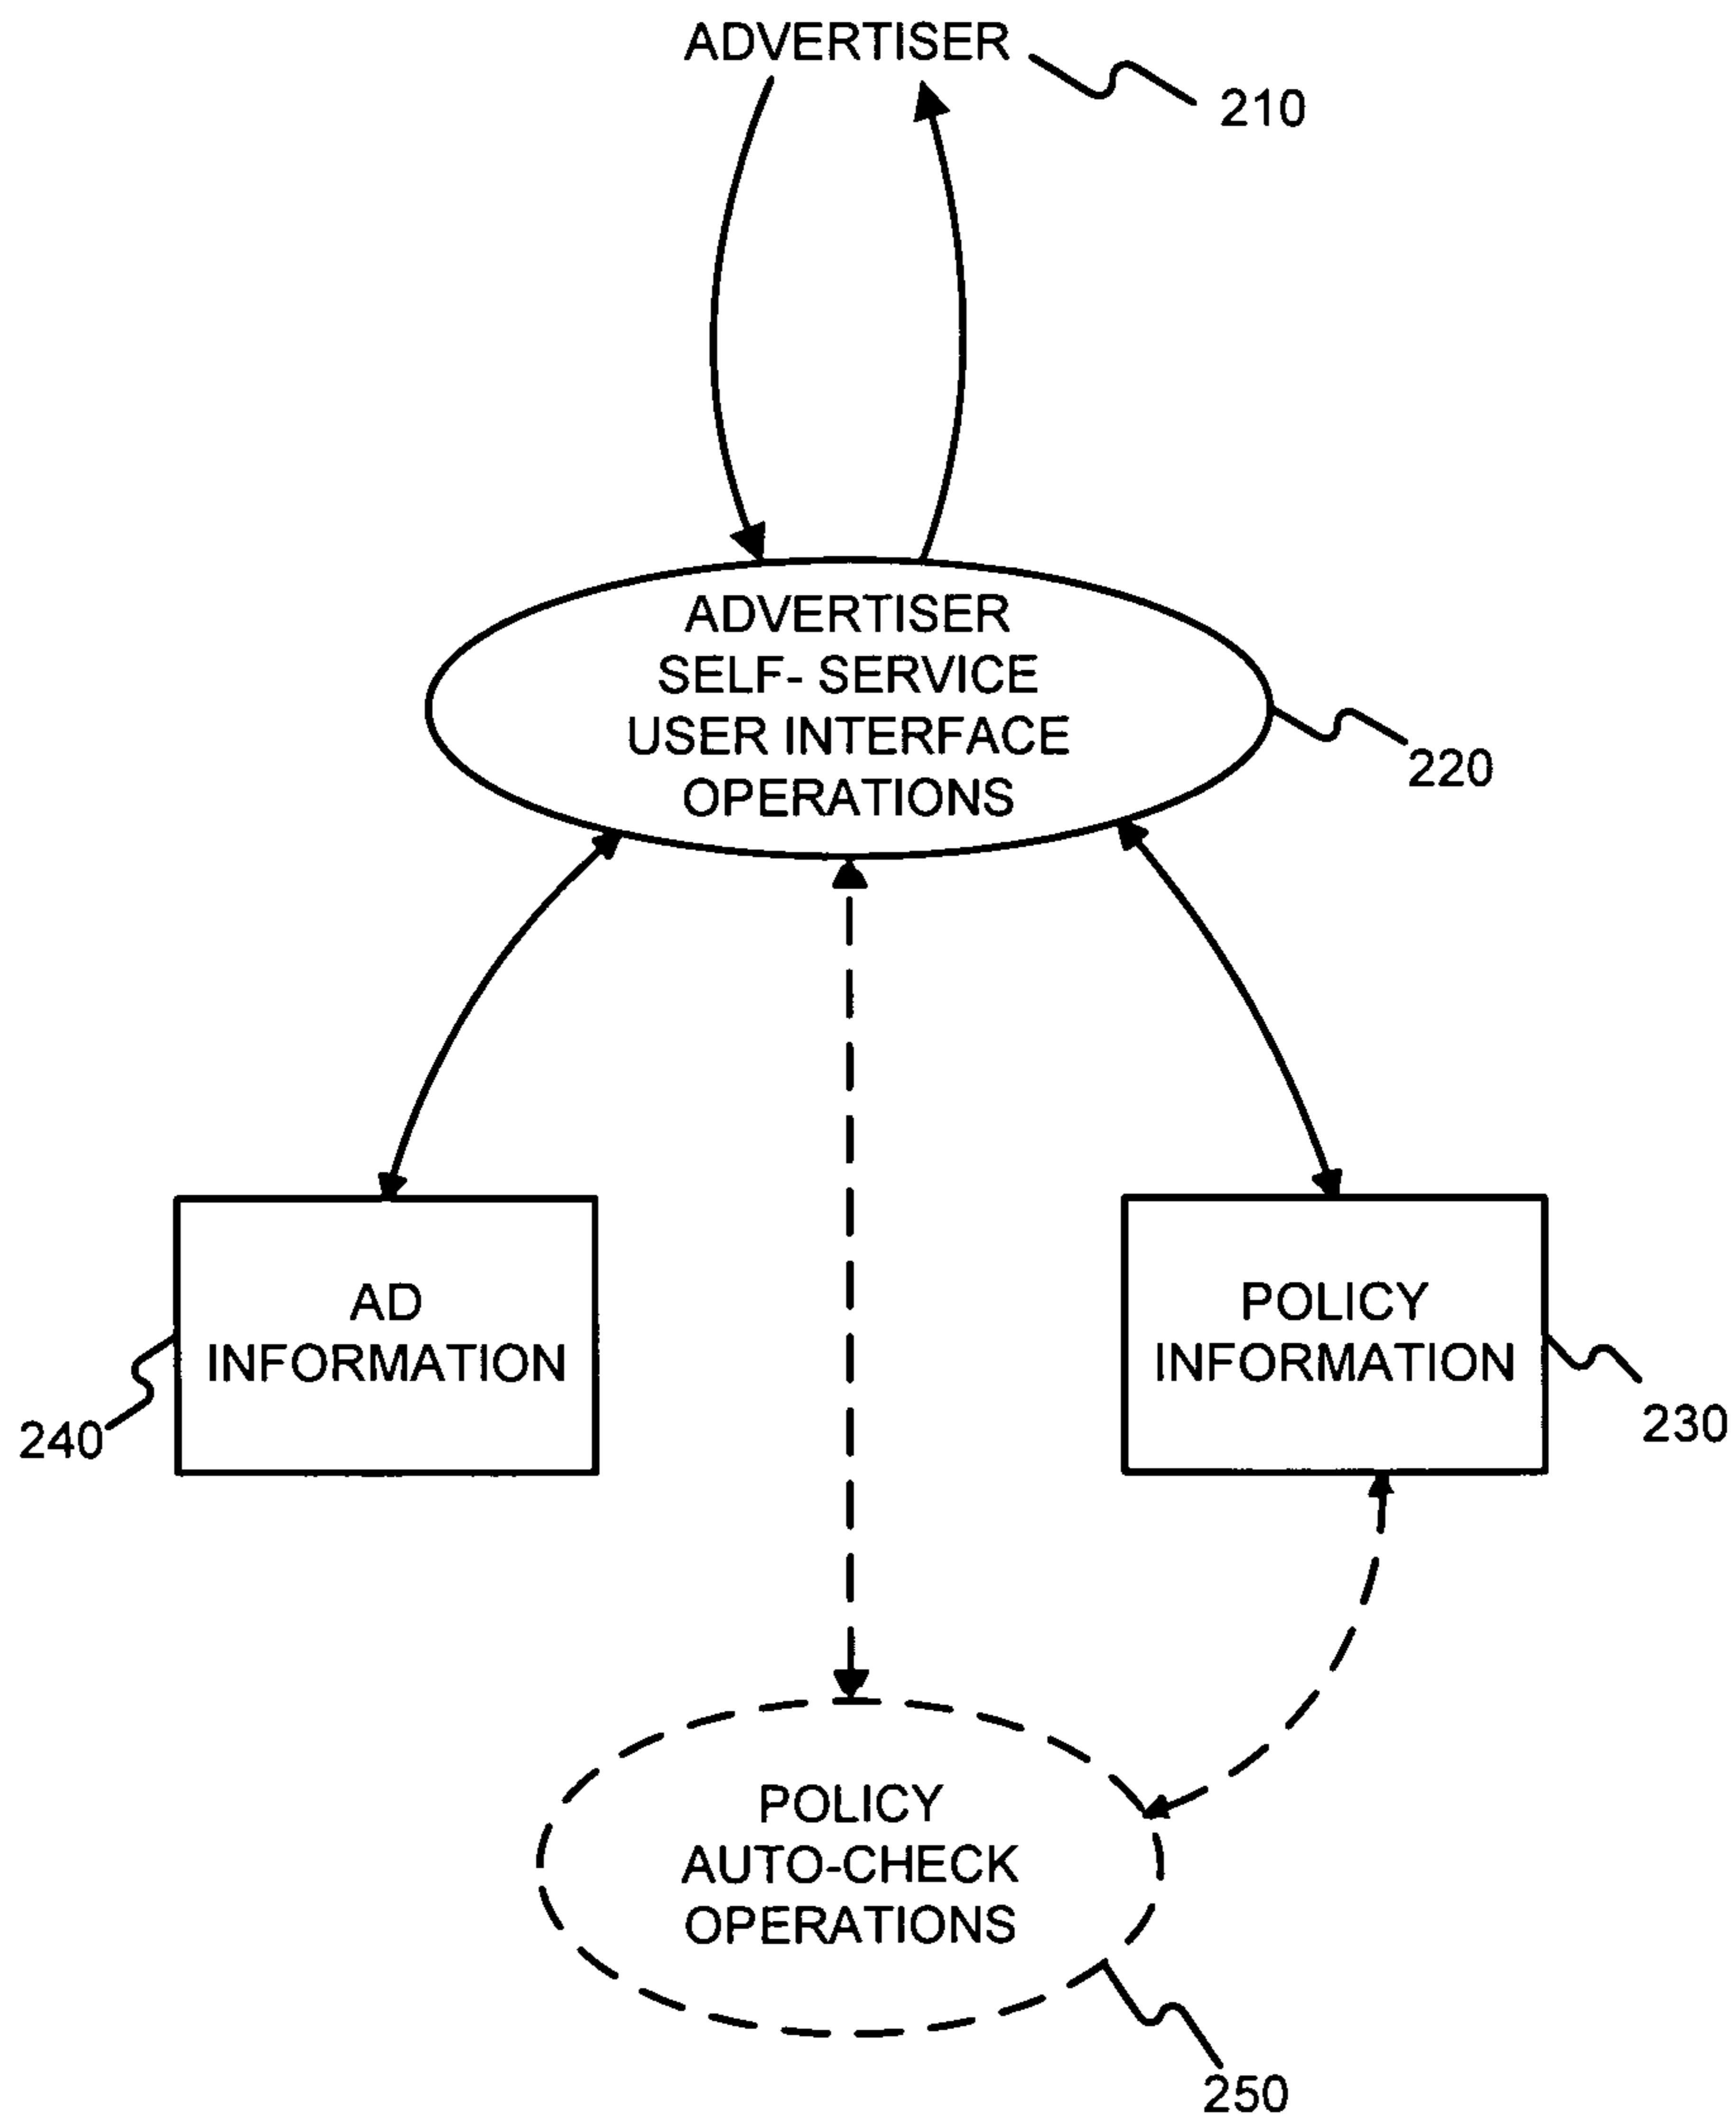 ADVERTISER
210
ADVERTISER
SELF- SERVICE
USER INTERFACE
OPERATIONS
220
AD
INFORMATION
240
POLICY
INFORMATION
230
POLICY
AUTO-CHECK
OPERATIONS
250